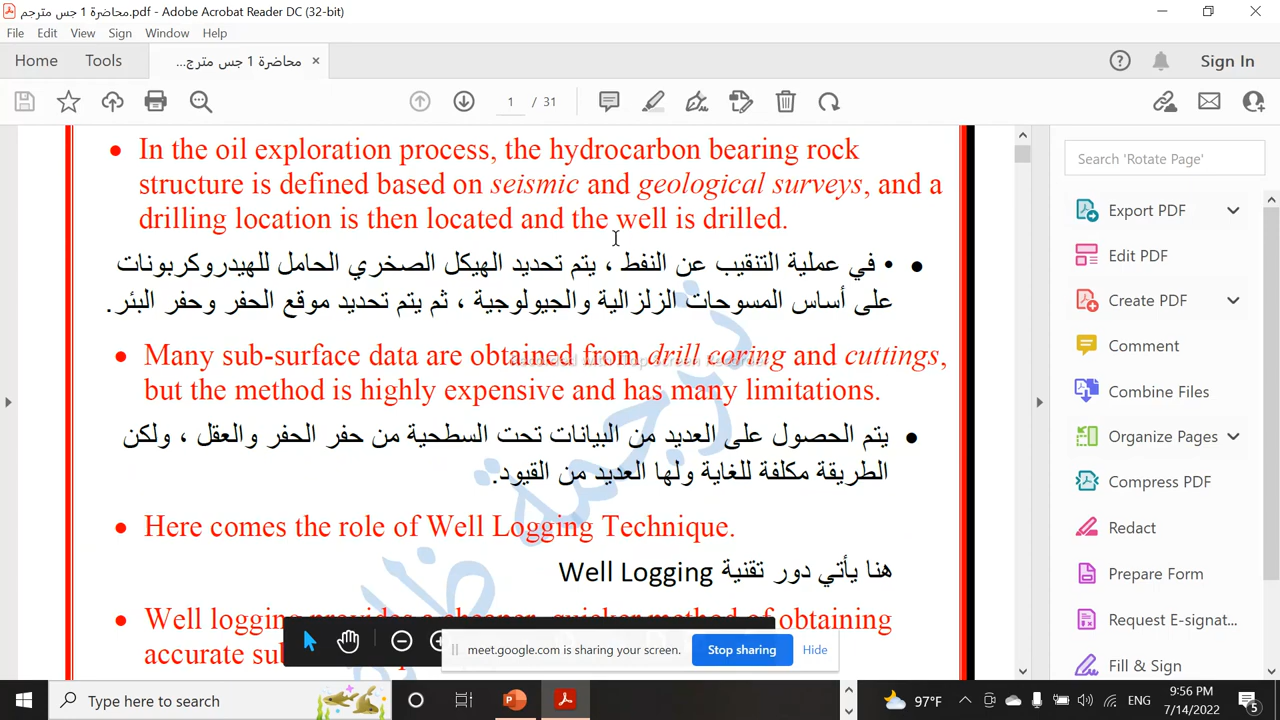 محاضرة 1 جس مترجم.pdf - Adobe Acrobat Reader DC (32-bit)
File Edit View Sign Window Help
Home Tools محاضرة 1 جس مترج... × Sign In
1 / 31
• In the oil exploration process, the hydrocarbon bearing rock
structure is defined based on seismic and geological surveys, and a
drilling location is then located and the well is drilled.
• • في عملية التنقيب عن النفط ، يتم تحديد الهيكل الصخري الحامل للهيدروكربونات
على أساس المسوحات الزلزالية والجيولوجية ، ثم يتم تحديد موقع الحفر وحفر البئر.
• Many sub-surface data are obtained from drill coring and cuttings,
but the method is highly expensive and has many limitations.
• يتم الحصول على العديد من البيانات تحت السطحية من حفر الحفر والعقل ، ولكن
الطريقة مكلفة للغاية ولها العديد من القيود.
• Here comes the role of Well Logging Technique.
هنا يأتي دور تقنية Well Logging
• Well logging provides a cheaper, quicker method of obtaining
accurate
ترجمة
Search 'Rotate Page'
Export PDF
Edit PDF
Create PDF
Comment
Combine Files
Organize Pages
Compress PDF
Redact
Prepare Form
Request E-signat...
Fill & Sign
meet.google.com is sharing your screen. Stop sharing Hide
Type here to search
97°F ENG 9:56 PM
7/14/2022
5